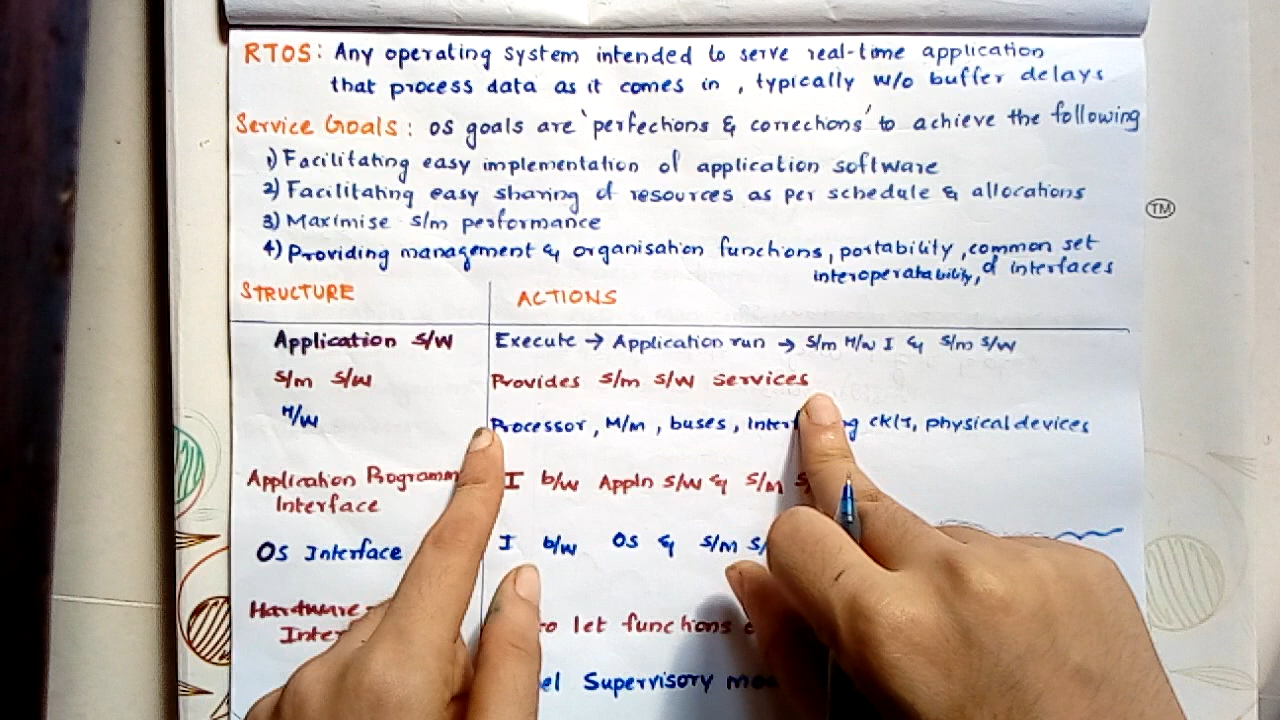 RTOS: Any operating system intended to serve real-time application
that process data as it comes in, typically w/o buffer delays
Service Goals: OS goals are 'perfections & corrections' to achieve the following
1) Facilitating easy implementation of application software
2) Facilitating easy sharing of resources as per schedule & allocations
3) Maximise s/m performance
4) Providing management & organisation functions, portability, common set
interoperatability, of interfaces
STRUCTURE ACTIONS
Application S/W Execute → Application run → S/m H/W I & S/m S/W
S/m S/W Provides S/m S/W services
H/W Processor, M/m, buses, ckts, physical devices
Application I b/w Appln S/W & S/M
Interface
OS Interface I b/w OS & S/m
Hardware to let functions
Supervisory
TM